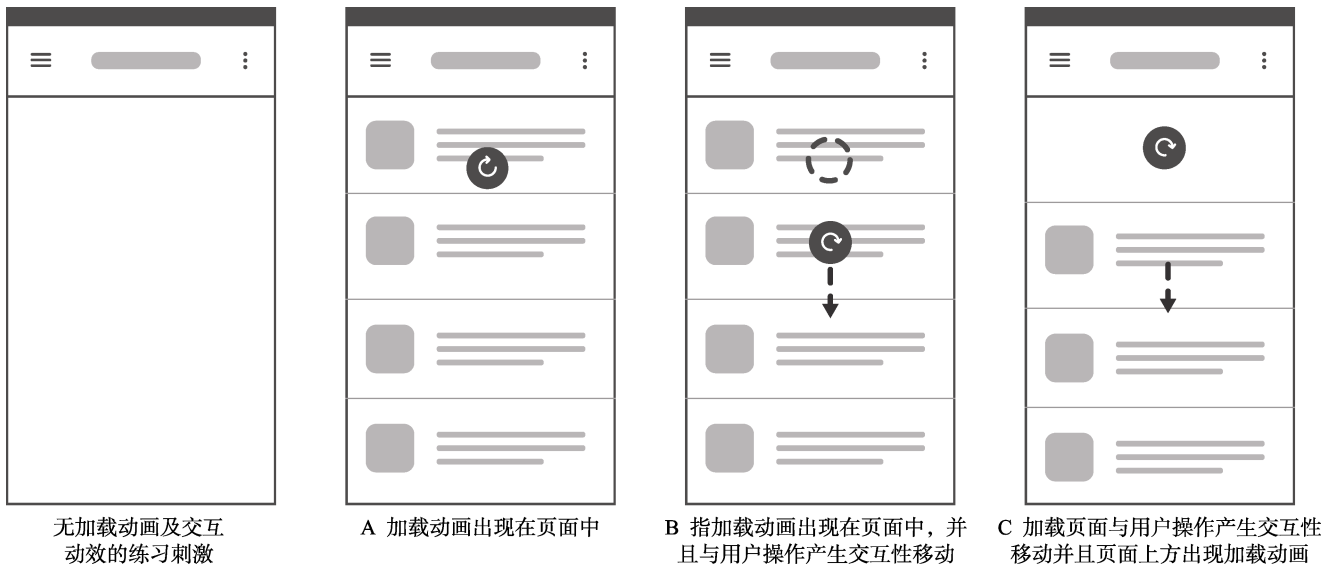 无加载动画及交互
动效的练习刺激
A 加载动画出现在页面中
B 指加载动画出现在页面中，并
且与用户操作产生交互性移动
C 加载页面与用户操作产生交互性
移动并且页面上方出现加载动画